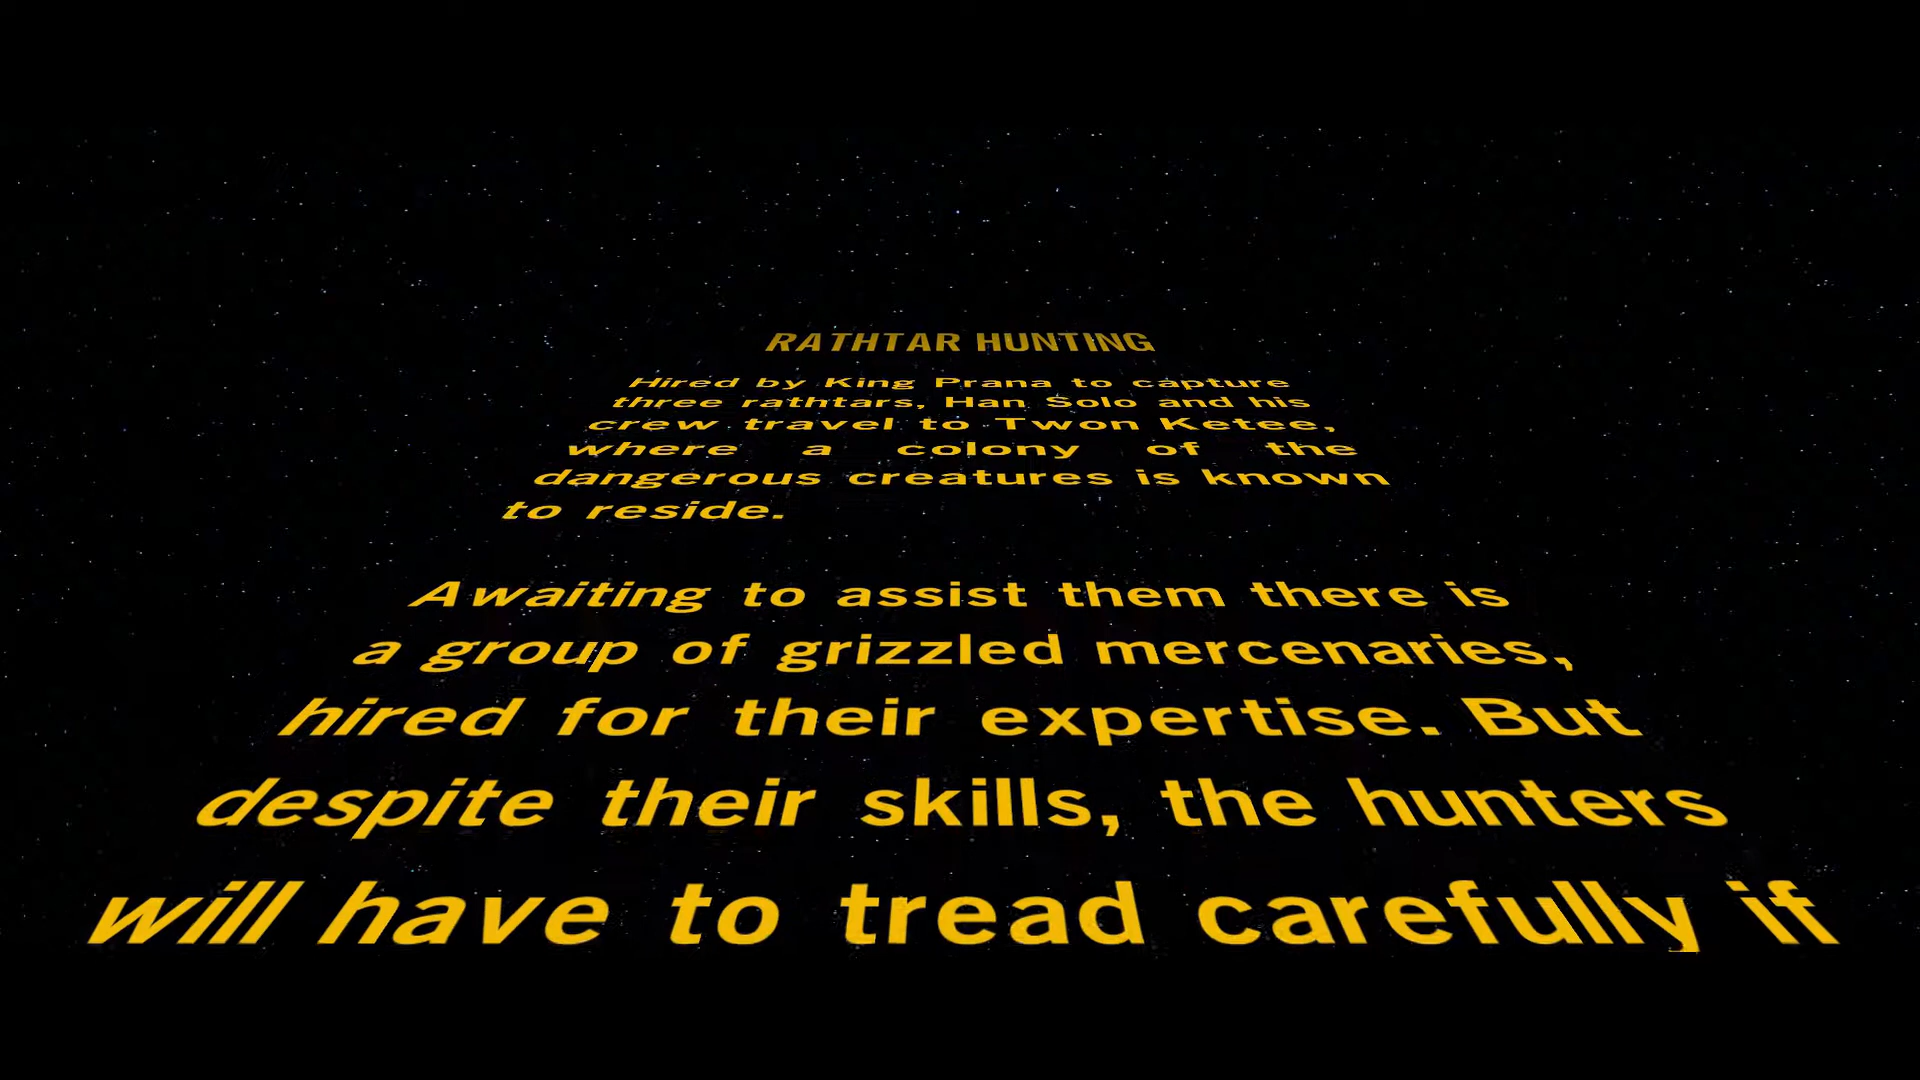 RATHTAR HUNTING
Hired by King Prana to capture
three rathtars, Han Solo and his
crew travel to Twon Ketee,
where a colony of the
dangerous creatures is known
to reside.
Awaiting to assist them there is
a group of grizzled mercenaries,
hired for their expertise. But
despite their skills, the hunters
will have to tread carefully if